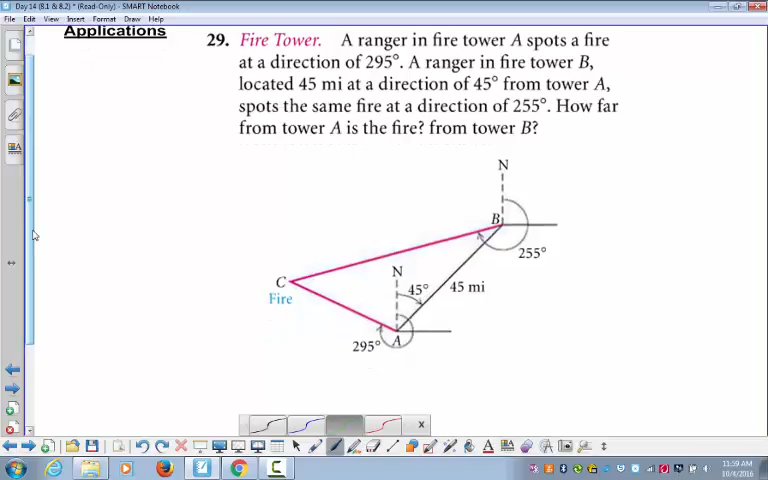 Day 14 (8.1 & 8.2) * (Read-Only) - SMART Notebook
File Edit View Insert Format Draw Help
Applications
29. Fire Tower. A ranger in fire tower A spots a fire
at a direction of 295°. A ranger in fire tower B,
located 45 mi at a direction of 45° from tower A,
spots the same fire at a direction of 255°. How far
from tower A is the fire? from tower B?
N
B
255°
N
C
45°
45 mi
Fire
295°
A
x
11:59 AM
10/4/2016